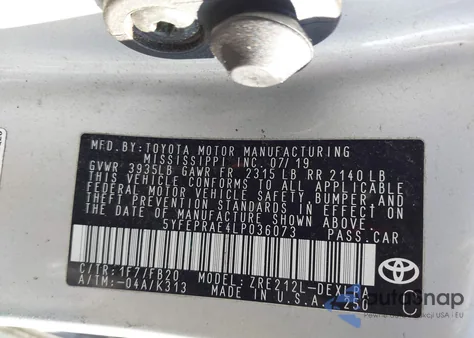 MFD. BY: TOYOTA MOTOR MANUFACTURING
MISSISSIPPI INC. 07/19
GVWR 3935LB GAWR FR 2315 LB RR 2140 LB
THIS VEHICLE CONFORMS TO ALL APPLICABLE
FEDERAL MOTOR VEHICLE SAFETY, BUMPER AND
THEFT PREVENTION STANDARDS IN EFFECT ON
THE DATE OF MANUFACTURE SHOWN ABOVE.
5YFEPRAE4LP036073 PASS.CAR
C/TR: 1F7/FB20 MODEL: ZRE212L-DEXLPA
A/TM: -04A/K313 MADE IN U.S.A. 250
TOYOTA
C
autoSnap